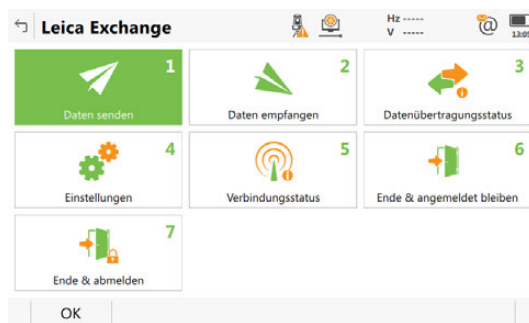 Leica Exchange
Hz -----
V -----
13:05
1
Daten senden
2
Daten empfangen
3
Datenübertragungsstatus
4
Einstellungen
5
Verbindungsstatus
6
Ende & angemeldet bleiben
7
Ende & abmelden
OK